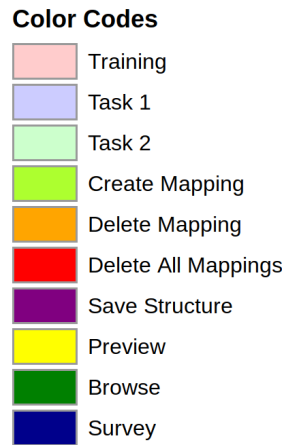 Color Codes
Training
Task 1
Task 2
Create Mapping
Delete Mapping
Delete All Mappings
Save Structure
Preview
Browse
Survey